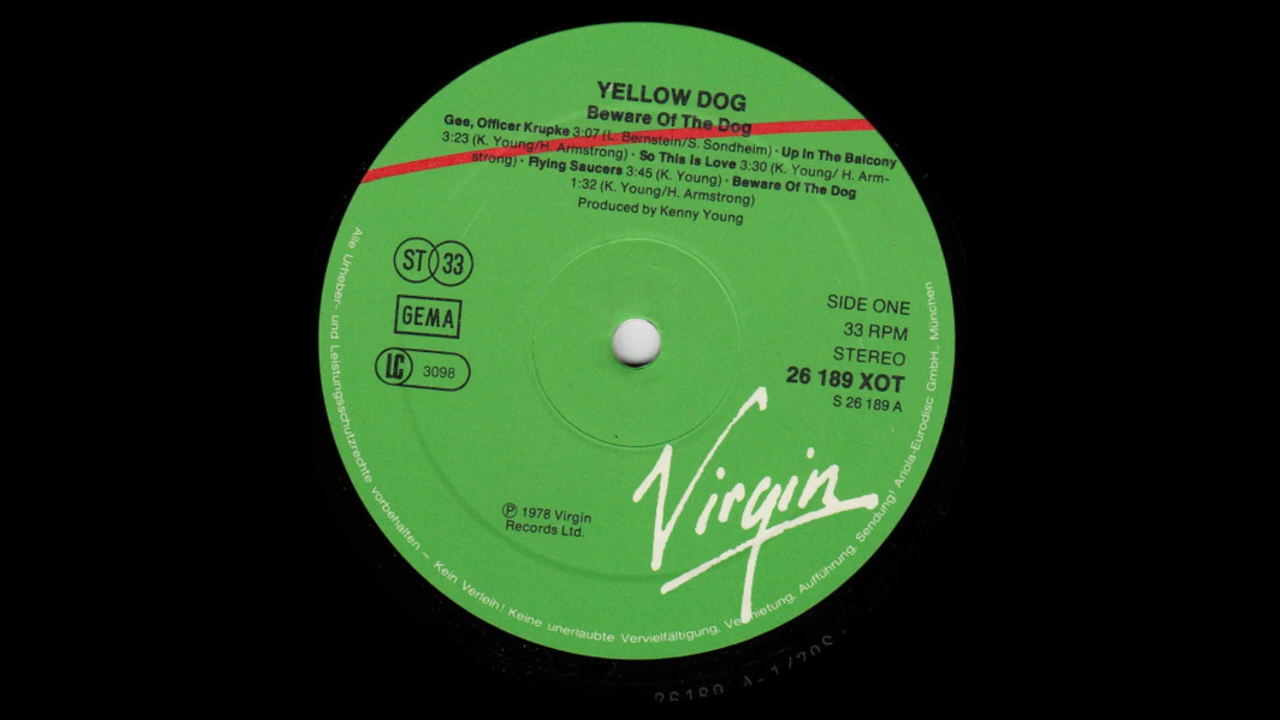 YELLOW DOG
Beware Of The Dog
Gee, Officer Krupke 3:07 (L. Bernstein/S. Sondheim) · Up In The Balcony
3:23 (K. Young/H. Armstrong) · So This Is Love 3:30 (K. Young/ H. Arm-
strong) · Flying Saucers 3:45 (K. Young) · Beware Of The Dog
1:32 (K. Young/H. Armstrong)
Produced by Kenny Young
ST 33
GEMA
LC 3098
SIDE ONE
33 RPM
STEREO
26 189 XOT
S 26 189 A
Virgin
℗ 1978 Virgin
Records Ltd.
Alle Urheber- und Leistungsschutzrechte vorbehalten – Kein Verleih! Keine unerlaubte Vervielfältigung, Vermietung, Aufführung, Sendung! Ariola-Eurodisc GmbH, München